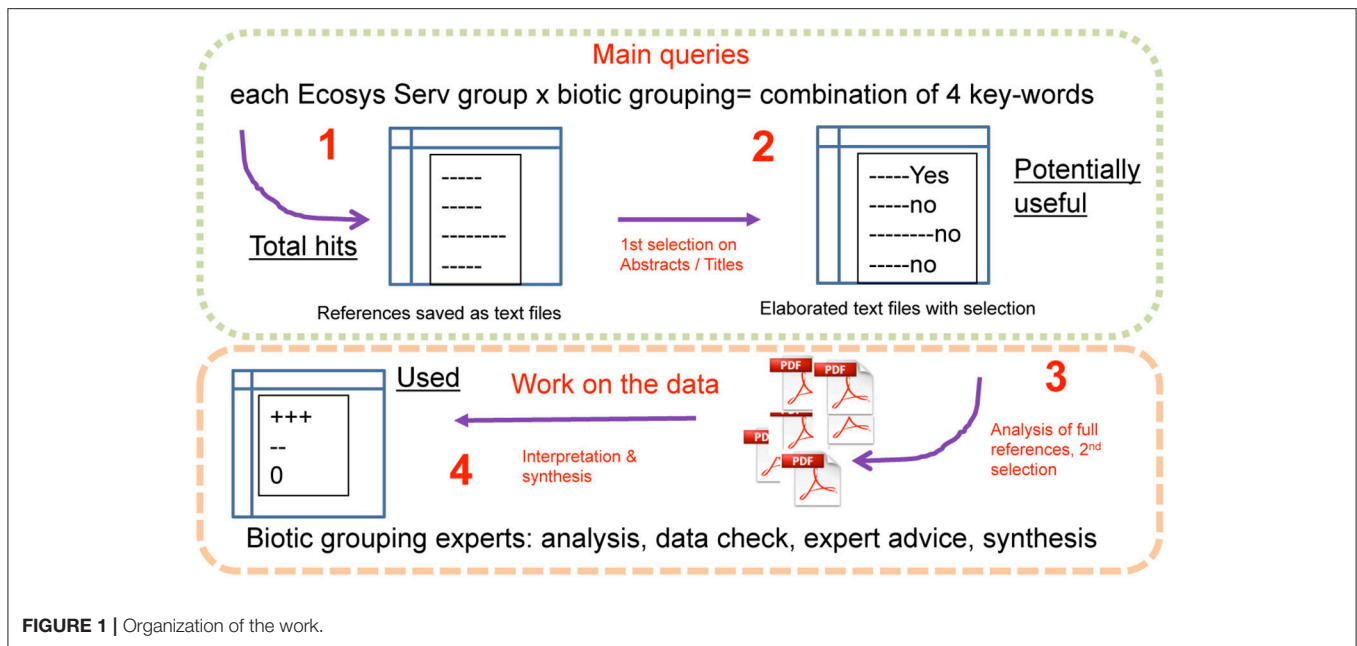 Main queries
each Ecosys Serv group x biotic grouping= combination of 4 key-words
1
-----
-----
--------
-----
Total hits
References saved as text files
1st selection on
Abstracts / Titles
2
-----Yes
-----no
---------no
-----no
Potentially
useful
Elaborated text files with selection
3
Analysis of full
references, 2nd
selection
PDF
PDF
PDF
PDF
PDF
Work on the data
4
Interpretation &
synthesis
Used
+++
--
0
Biotic grouping experts: analysis, data check, expert advice, synthesis
FIGURE 1 | Organization of the work.